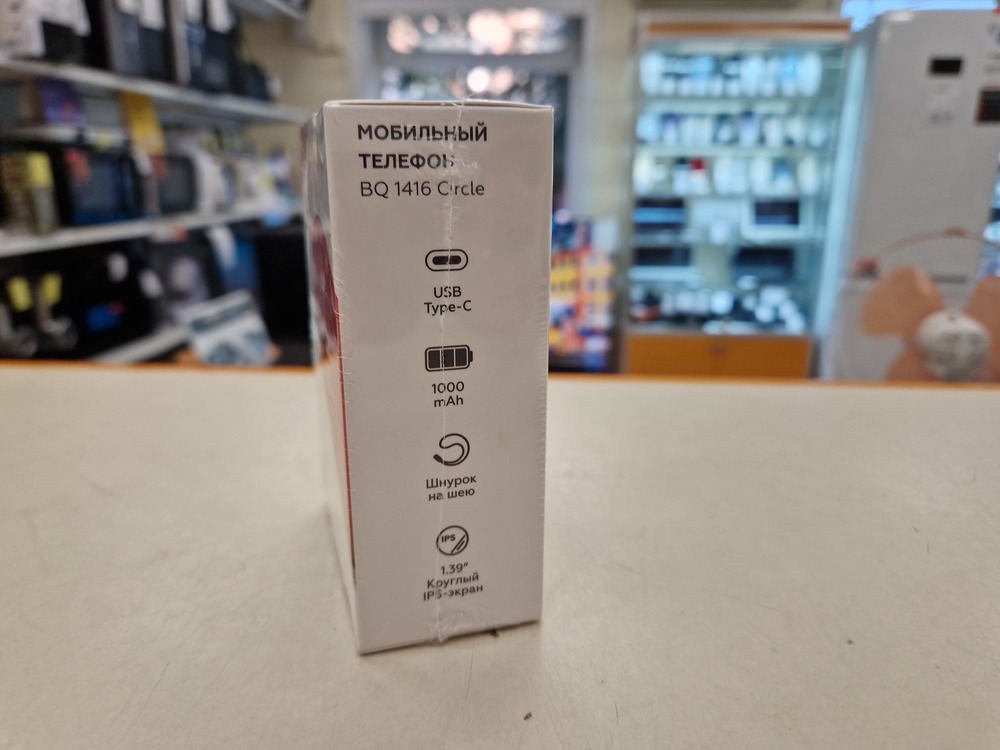 МОБИЛЬНЫЙ
ТЕЛЕФОН
BQ 1416 Circle
USB
Type-C
1000
mAh
Шнурок
на шею
IPS
1.39"
Круглый
IPS-экран